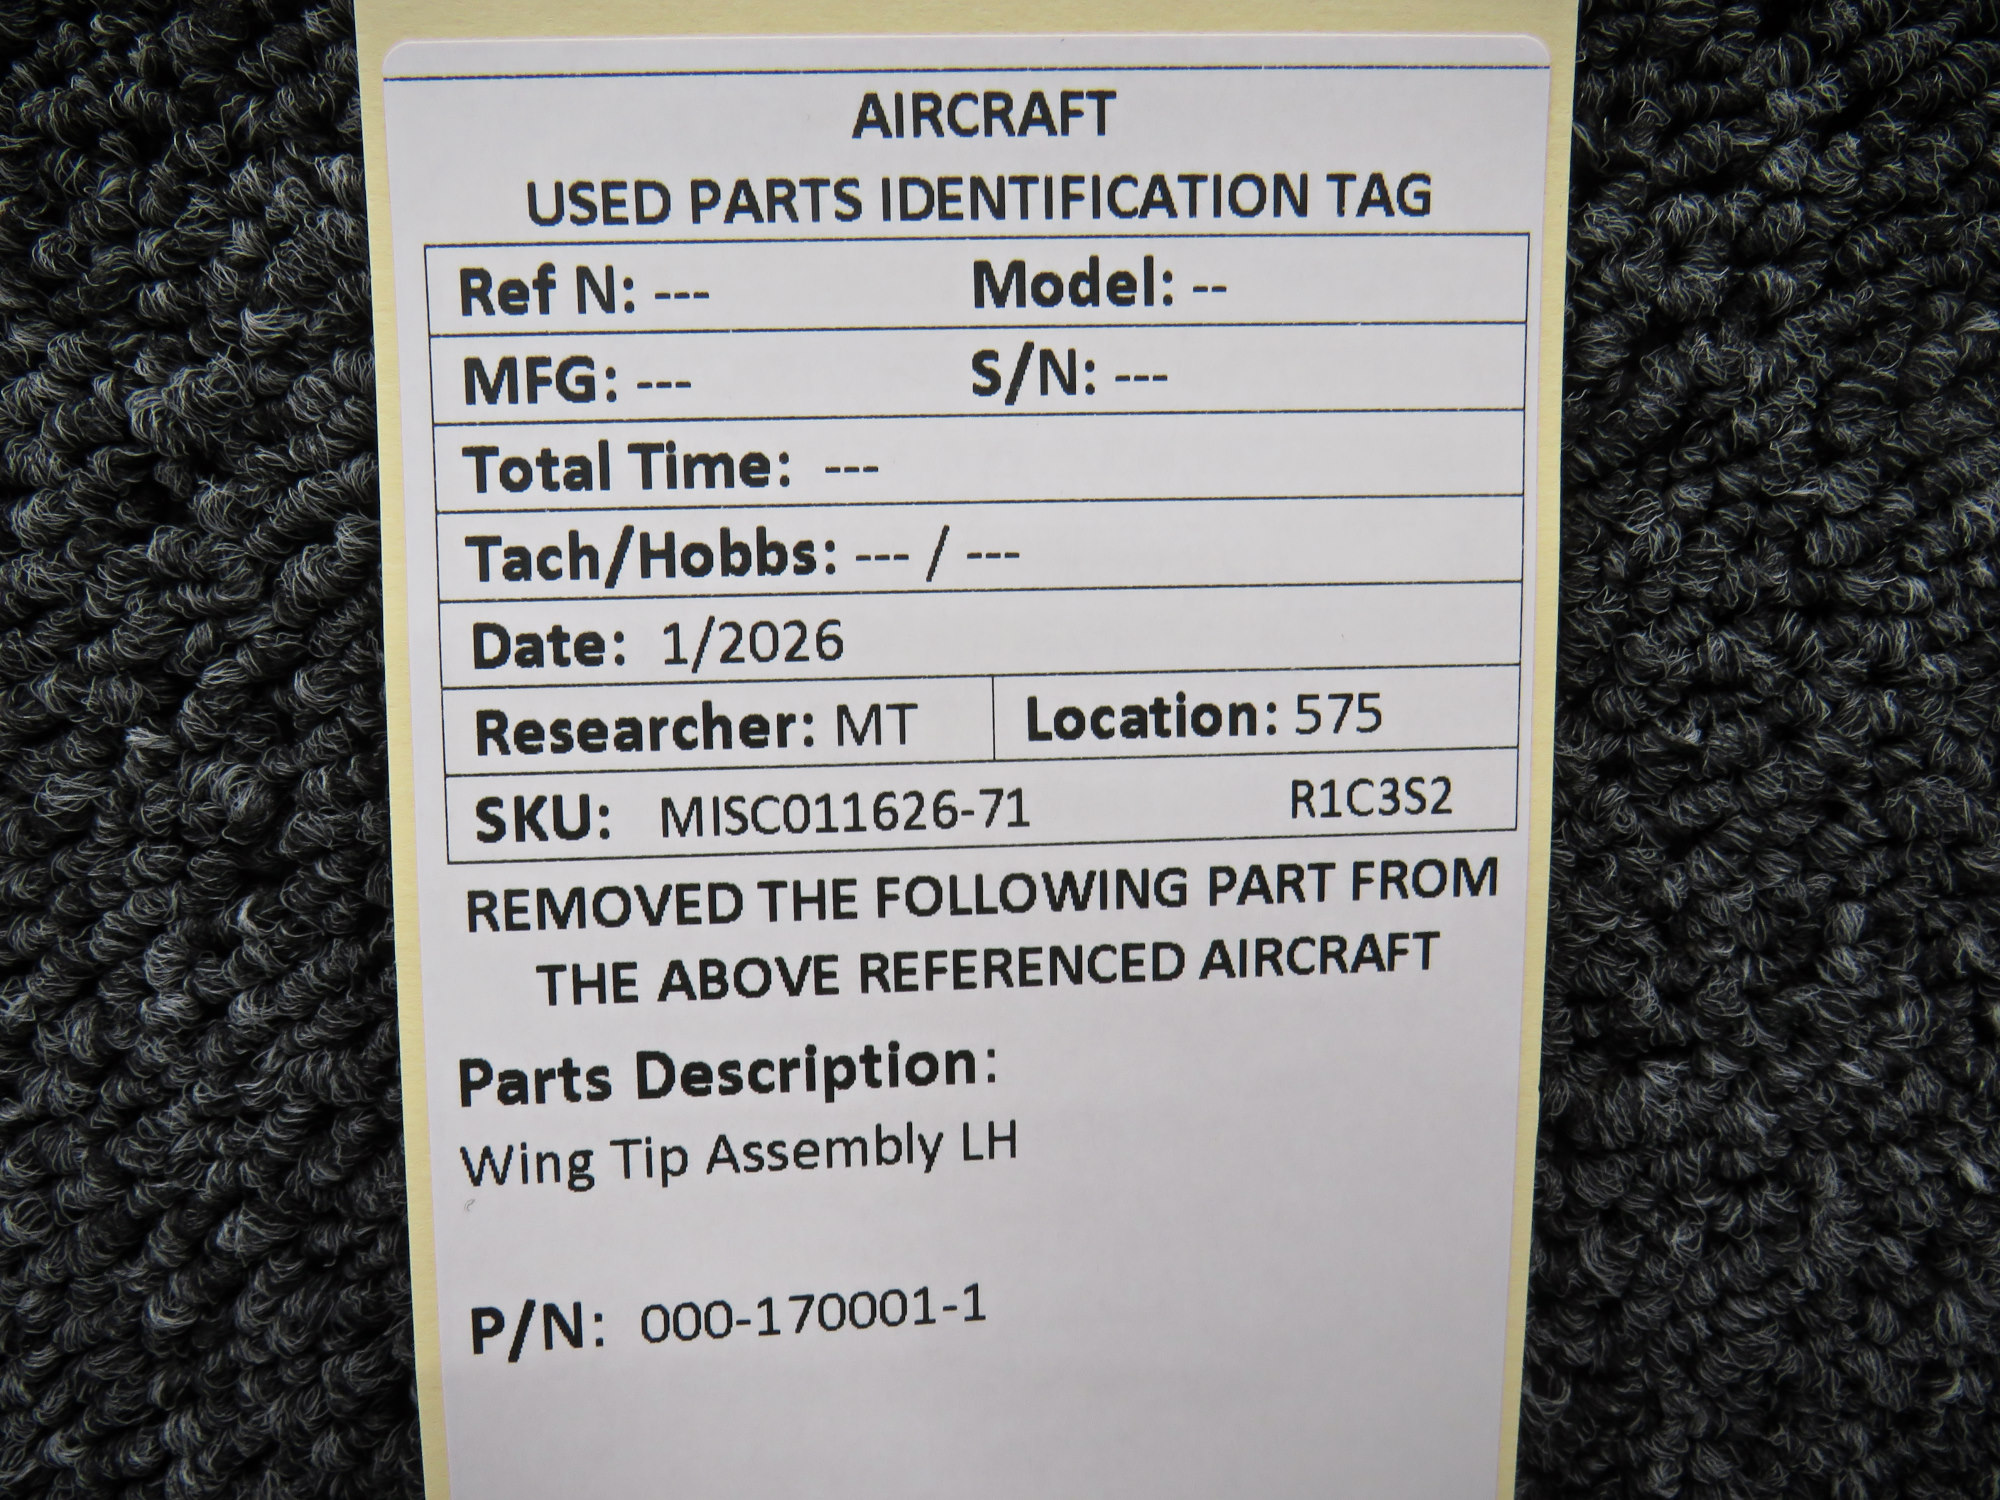 AIRCRAFT
USED PARTS IDENTIFICATION TAG
Ref N: --- Model: --
MFG: --- S/N: ---
Total Time: ---
Tach/Hobbs: --- / ---
Date: 1/2026
Researcher: MT Location: 575
SKU: MISC011626-71 R1C3S2
REMOVED THE FOLLOWING PART FROM
THE ABOVE REFERENCED AIRCRAFT
Parts Description:
Wing Tip Assembly LH
P/N: 000-170001-1